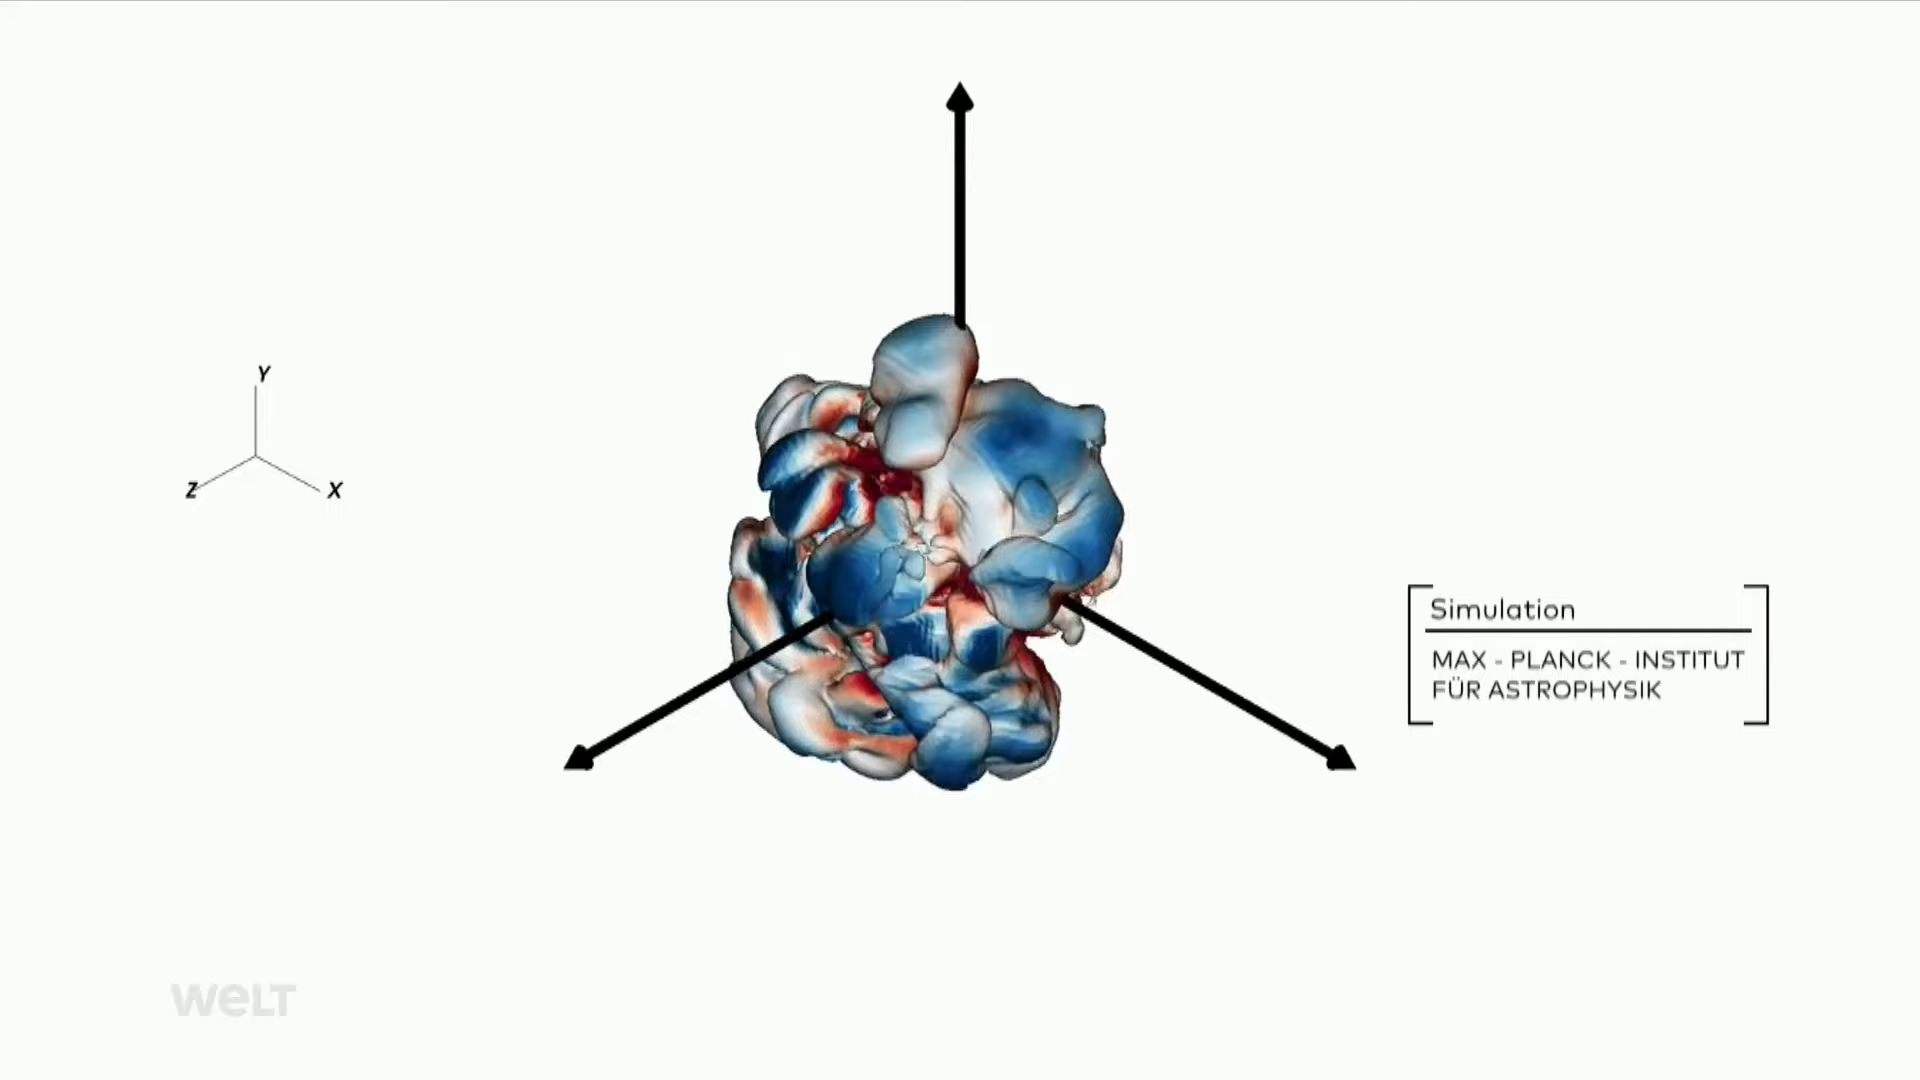 Y
Z
X
Simulation
MAX - PLANCK - INSTITUT
FÜR ASTROPHYSIK
WELT